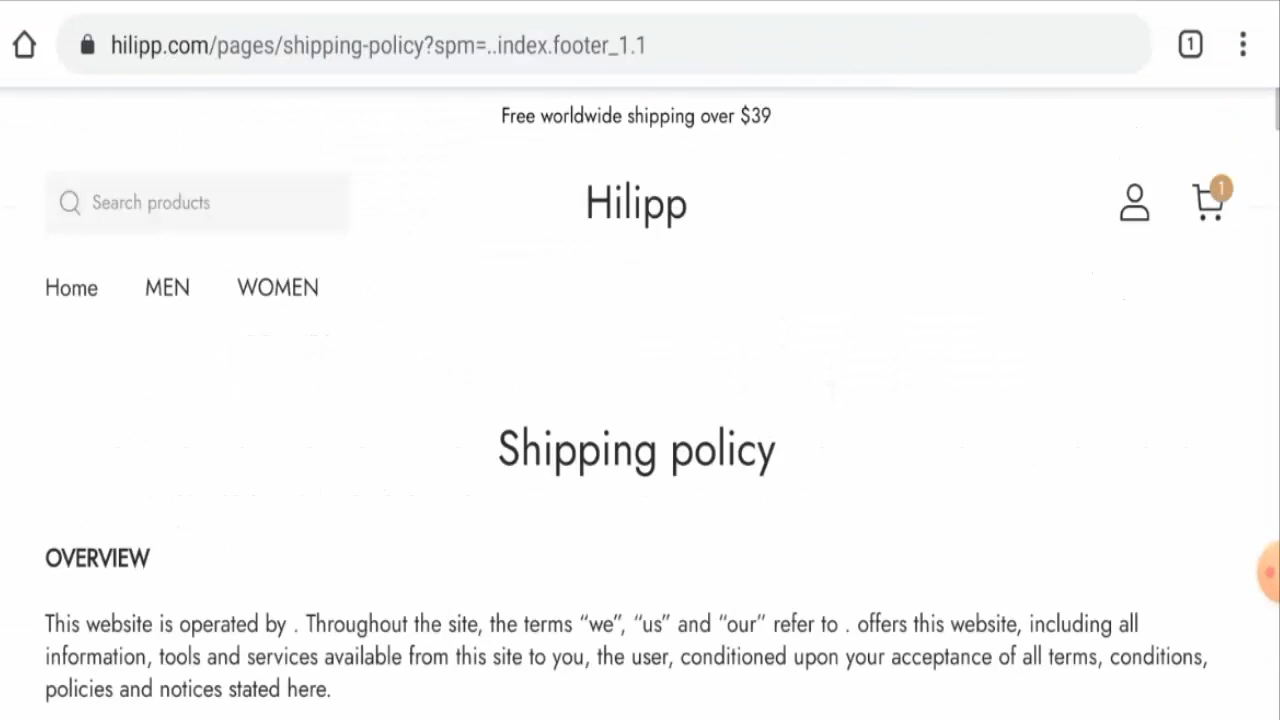 hilipp.com/pages/shipping-policy?spm=..index.footer_1.1
1
Free worldwide shipping over $39
Search products
Hilipp
1
Home MEN WOMEN
Shipping policy
OVERVIEW
This website is operated by . Throughout the site, the terms “we”, “us” and “our” refer to . offers this website, including all
information, tools and services available from this site to you, the user, conditioned upon your acceptance of all terms, conditions,
policies and notices stated here.